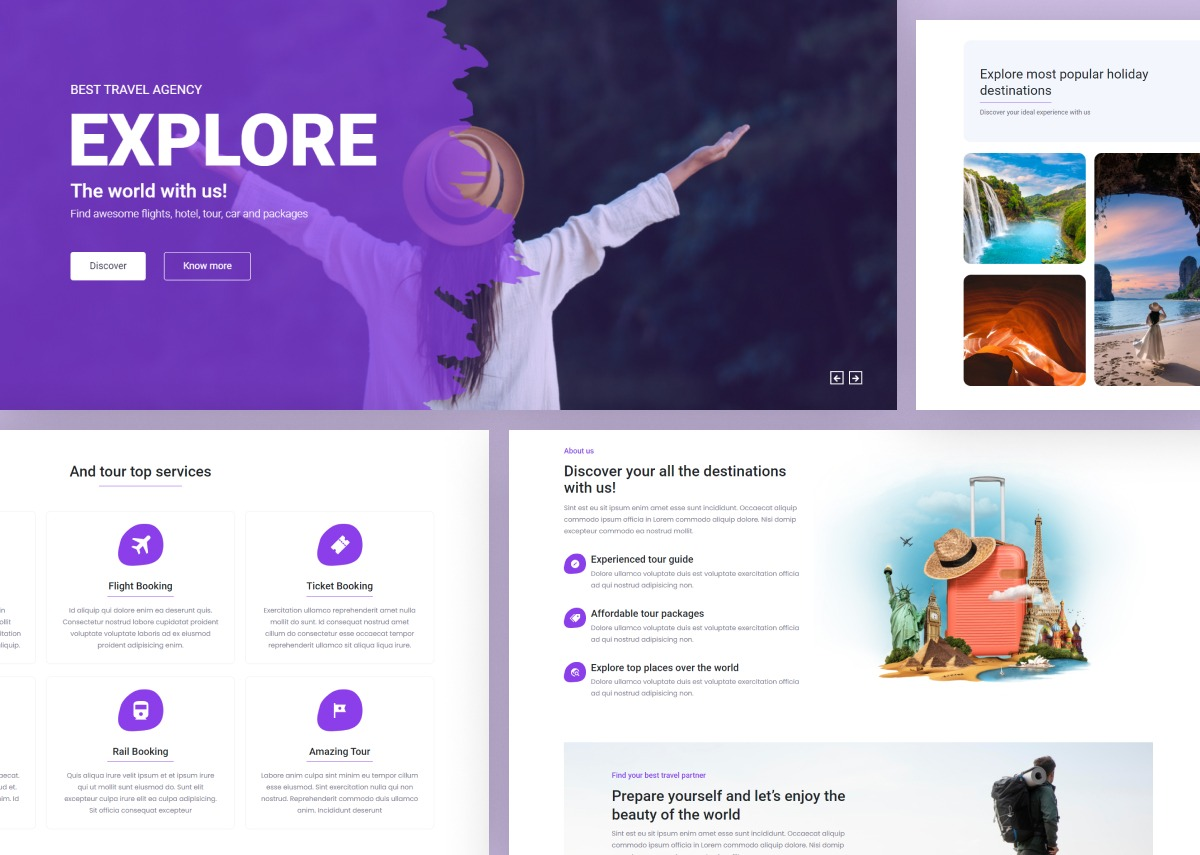 BEST TRAVEL AGENCY
EXPLORE
The world with us!
Find awesome flights, hotel, tour, car and packages
Discover
Know more
Explore most popular holiday
destinations
Discover your ideal experience with us
And tour top services
in
ollit
itation
liquip.
Flight Booking
Id aliquip qui dolore enim ea deserunt quis,
Consectetur nostrud labore cupidatat proident
voluptate voluptate laboris ad ex eiusmod
proident adipisicing enim.
Ticket Booking
Exercitation ullamco reprehenderit amet nulla
mollit do sunt. Id consequat nostrud amet
cillum do consectetur esse occaecat tempor
reprehenderit ullamco sit aliqua liqua irure.
aecat.
ud et.
nim. Id
Rail Booking
Quis aliqua irure velit ipsum et et ipsum irure
qui ut mollit sunt eiusmod do. Sunt elit
excepteur culpa irure elit ea culpa adipisicing.
Sit officia consequat excepteur
Amazing Tour
Labore anim culpa sint minim eu tempor cillum
esse eiusmod. Sint exercitation nulla qui non
nostrud. Reprehenderit commodo duis ullamco
anim. Incididunt deserunt
About us
Discover your all the destinations
with us!
Sint est eu sit ipsum enim amet esse sunt incididunt. Occaecat aliquip
commodo ipsum officia in Lorem commodo aliquip dolore. Nisi domip
excepteur commodo ea nostrud mollit.
Experienced tour guide
Dolore ullamco voluptate duis est voluptate exercitation officia
ad qui nostrud adipisicing non.
Affordable tour packages
Dolore ullamco voluptate duis est voluptate exercitation officia
ad qui nostrud adipisicing non.
Explore top places over the world
Dolore ullamco voluptate duis est voluptate exercitation officia
ad qui nostrud adipisicing non.
Find your best travel partner
Prepare yourself and let's enjoy the
beauty of the world
Sint est eu sit ipsum enim amet esse sunt incididunt. Occaecat aliquip
commodo ipsum officia in Lorem commodo aliquip dolore. Nisi domip